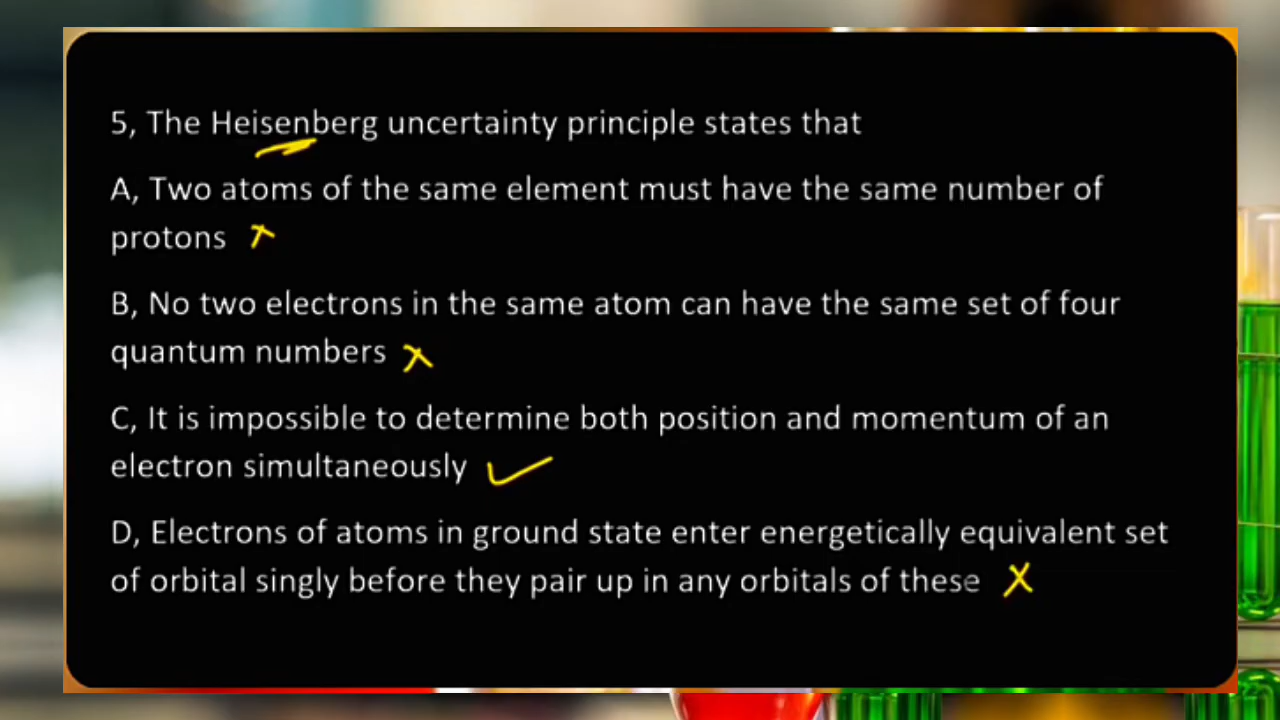 5, The Heisenberg uncertainty principle states that
A, Two atoms of the same element must have the same number of
protons
B, No two electrons in the same atom can have the same set of four
quantum numbers
C, It is impossible to determine both position and momentum of an
electron simultaneously
D, Electrons of atoms in ground state enter energetically equivalent set
of orbital singly before they pair up in any orbitals of these